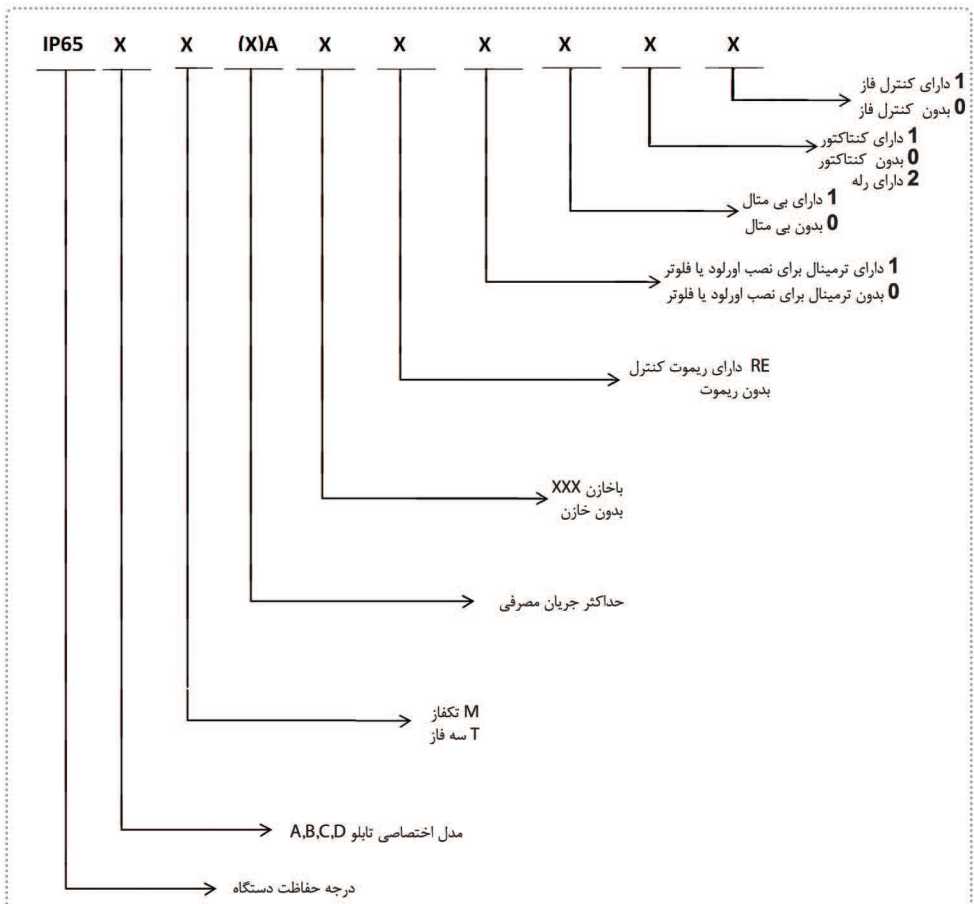 IP65 X X (X)A X X X X X X
1 دارای کنترل فاز
0 بدون کنترل فاز
1 دارای کنتاکتور
0 بدون کنتاکتور
2 دارای رله
1 دارای بی متال
0 بدون بی متال
1 دارای ترمینال برای نصب اورلود یا فلوتر
0 بدون ترمینال برای نصب اورلود یا فلوتر
RE دارای ریموت کنترل
بدون ریموت
باخازن XXX
بدون خازن
حداکثر جریان مصرفی
M تکفاز
T سه فاز
مدل اختصاصی تابلو A,B,C,D
درجه حفاظت دستگاه